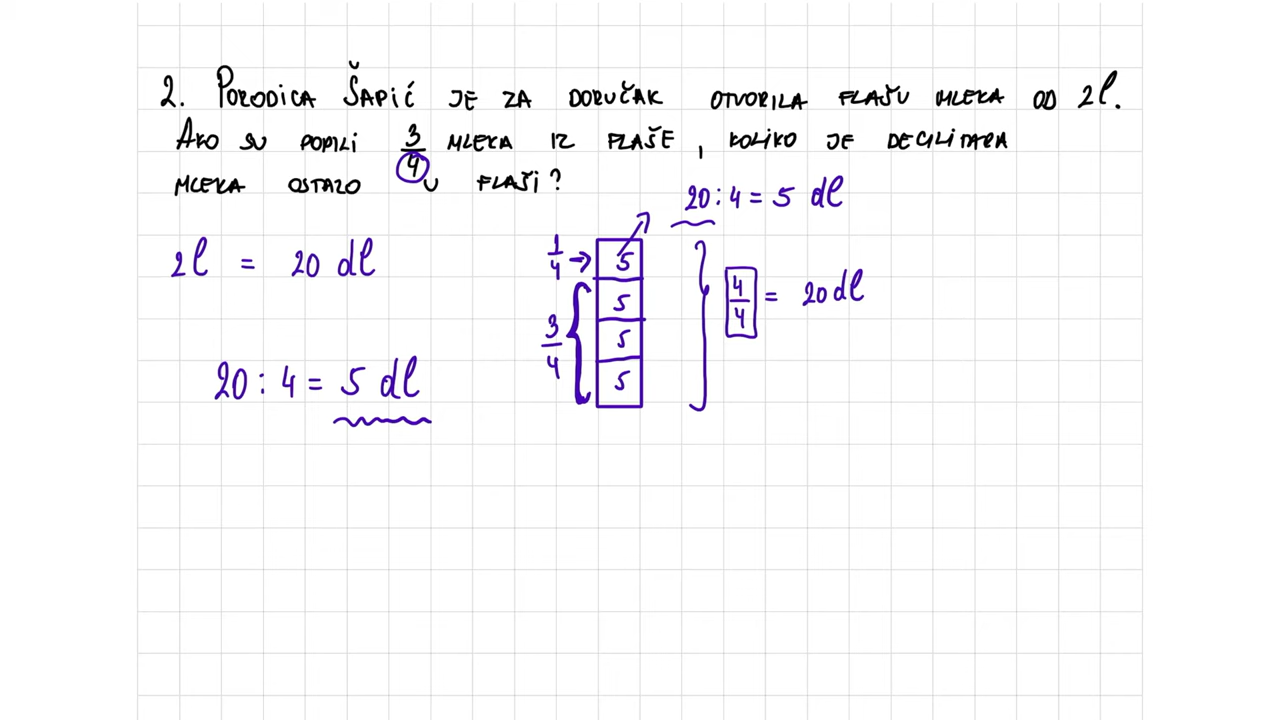 2. Porodica Šapić je za doručak otvorila flašu mleka od 2l.
Ako su popili 3/4 mleka iz flaše, koliko je decilitara
mleka ostalo u flaši?
20 : 4 = 5 dl
2l = 20 dl
1/4 → 5
3/4 { 5
5
5
} 4/4 = 20 dl
20 : 4 = 5 dl